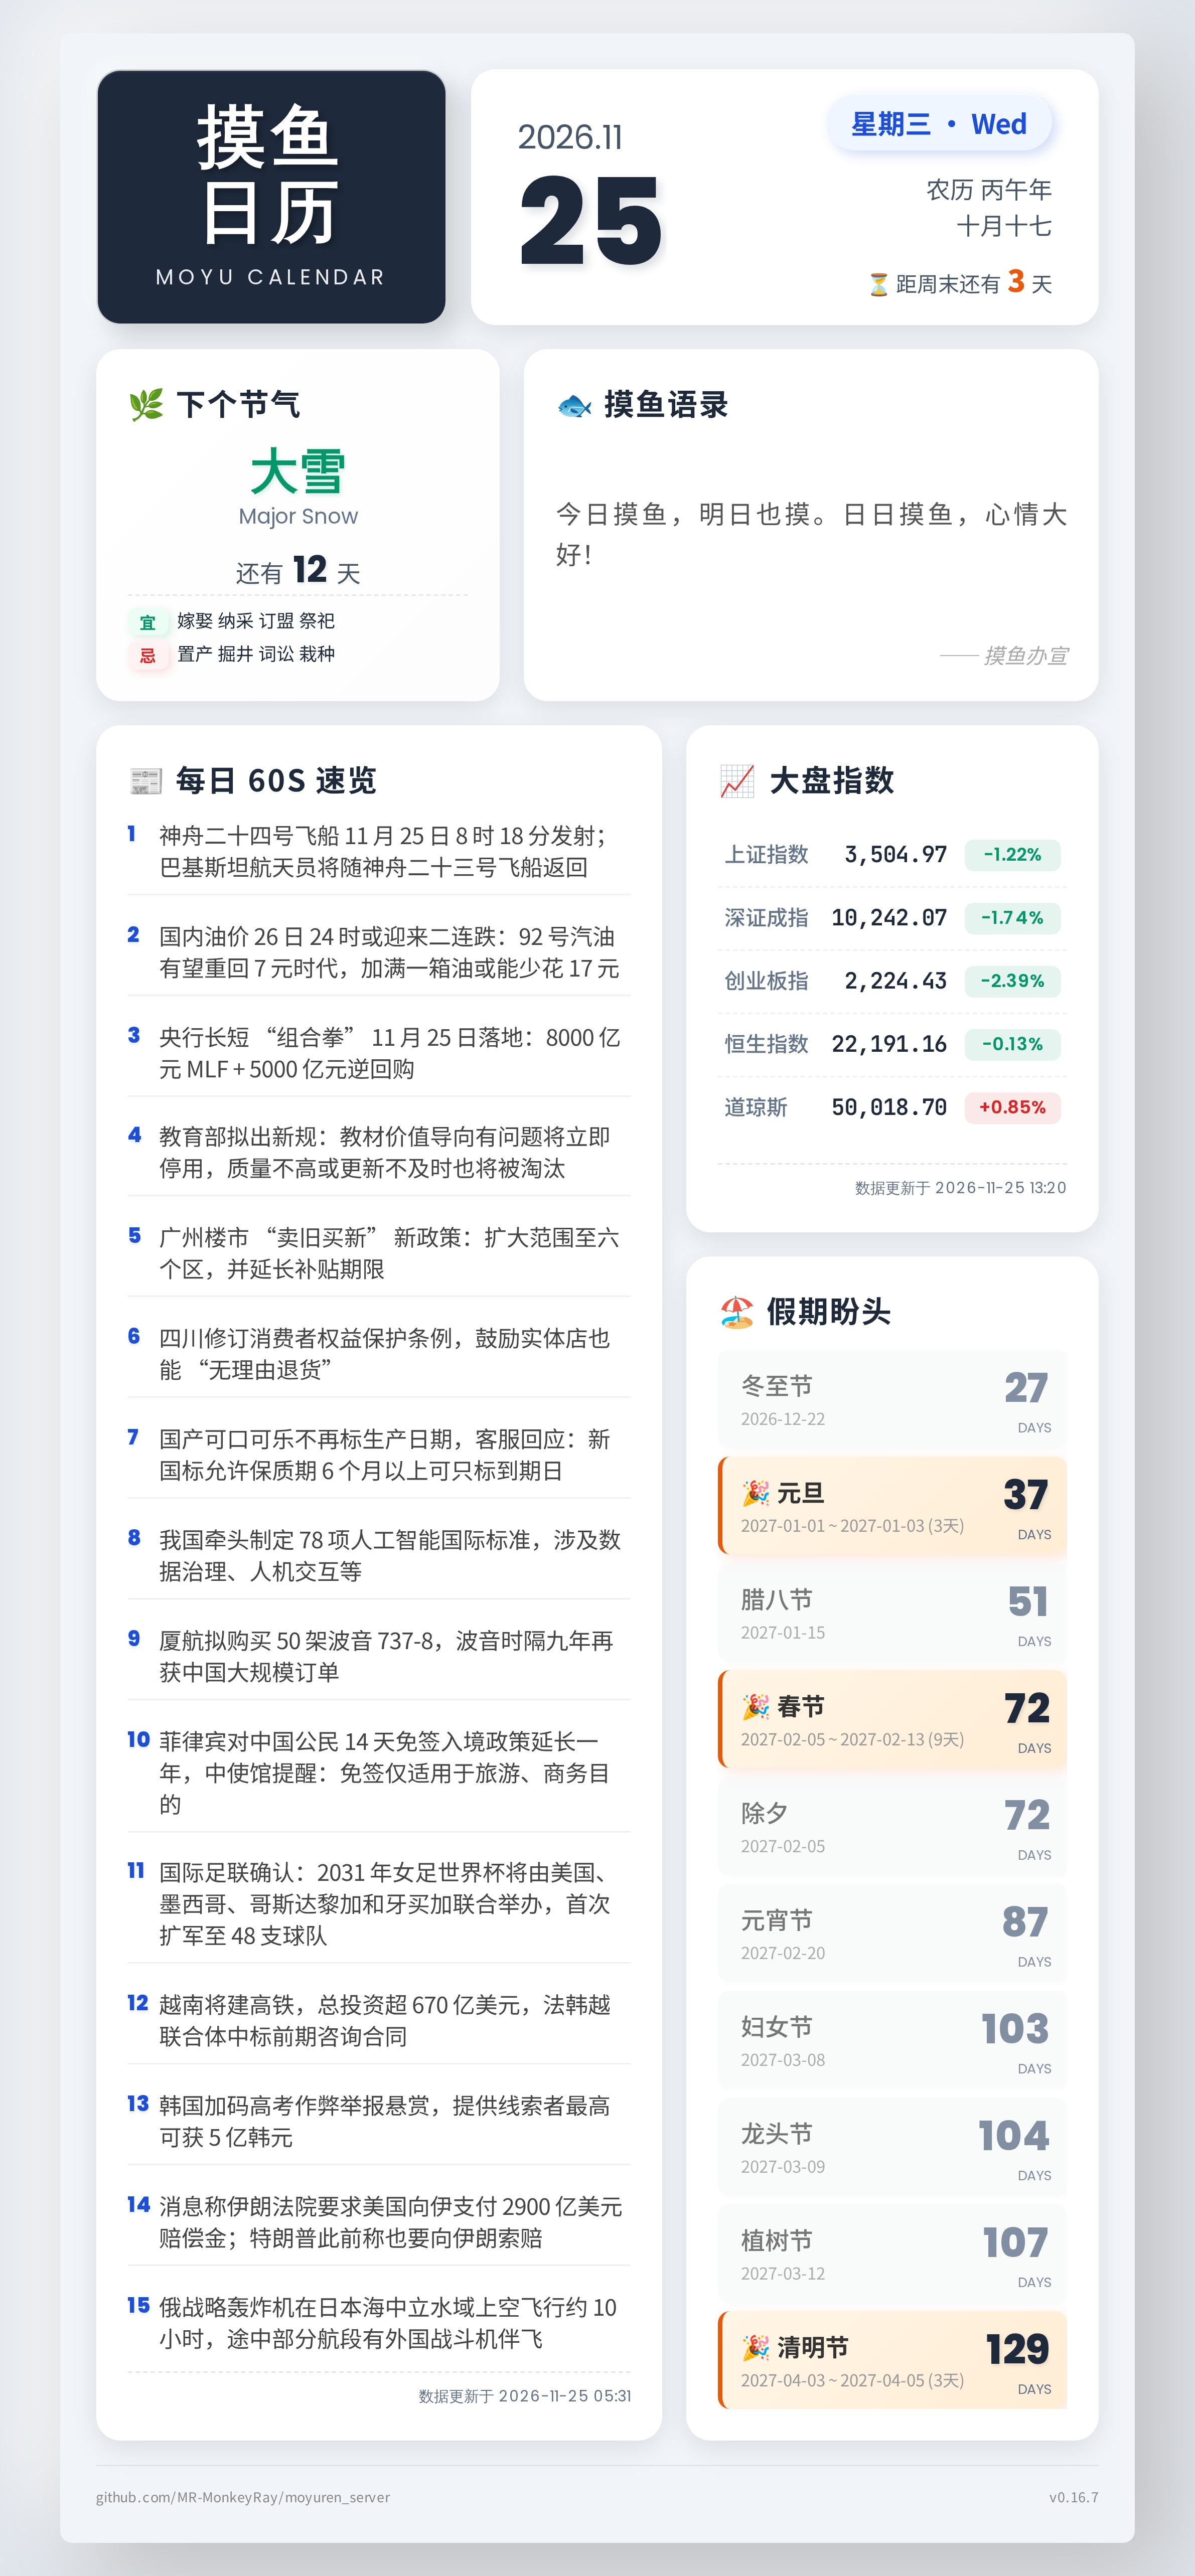 摸鱼
日历
MOYU CALENDAR
2026.11
25
星期三 • Wed
农历 丙午年
十月十七
⏳ 距周末还有 3 天
🌿 下个节气
大雪
Major Snow
还有 12 天
宜 嫁娶 纳采 订盟 祭祀
忌 置产 掘井 词讼 栽种
🐟 摸鱼语录
今日摸鱼，明日也摸。日日摸鱼，心情大
好！
—— 摸鱼办宣
📰 每日 60S 速览
1 神舟二十四号飞船 11 月 25 日 8 时 18 分发射；
巴基斯坦航天员将随神舟二十三号飞船返回
2 国内油价 26 日 24 时或迎来二连跌：92 号汽油
有望重回 7 元时代，加满一箱油或能少花 17 元
3 央行长短 “组合拳” 11 月 25 日落地：8000 亿
元 MLF + 5000 亿元逆回购
4 教育部拟出新规：教材价值导向有问题将立即
停用，质量不高或更新不及时也将被淘汰
5 广州楼市 “卖旧买新” 新政策：扩大范围至六
个区，并延长补贴期限
6 四川修订消费者权益保护条例，鼓励实体店也
能 “无理由退货”
7 国产可口可乐不再标生产日期，客服回应：新
国标允许保质期 6 个月以上可只标到期日
8 我国牵头制定 78 项人工智能国际标准，涉及数
据治理、人机交互等
9 厦航拟购买 50 架波音 737-8，波音时隔九年再
获中国大规模订单
10 菲律宾对中国公民 14 天免签入境政策延长一
年，中使馆提醒：免签仅适用于旅游、商务目
的
11 国际足联确认：2031 年女足世界杯将由美国、
墨西哥、哥斯达黎加和牙买加联合举办，首次
扩军至 48 支球队
12 越南将建高铁，总投资超 670 亿美元，法韩越
联合体中标前期咨询合同
13 韩国加码高考作弊举报悬赏，提供线索者最高
可获 5 亿韩元
14 消息称伊朗法院要求美国向伊支付 2900 亿美元
赔偿金；特朗普此前称也要向伊朗索赔
15 俄战略轰炸机在日本海中立水域上空飞行约 10
小时，途中部分航段有外国战斗机伴飞
数据更新于 2026-11-25 05:31
📈 大盘指数
上证指数 3,504.97 -1.22%
深证成指 10,242.07 -1.74%
创业板指 2,224.43 -2.39%
恒生指数 22,191.16 -0.13%
道琼斯 50,018.70 +0.85%
数据更新于 2026-11-25 13:20
🏖️ 假期盼头
冬至节 27
2026-12-22 DAYS
🎉 元旦 37
2027-01-01 ~ 2027-01-03 (3天) DAYS
腊八节 51
2027-01-15 DAYS
🎉 春节 72
2027-02-05 ~ 2027-02-13 (9天) DAYS
除夕 72
2027-02-05 DAYS
元宵节 87
2027-02-20 DAYS
妇女节 103
2027-03-08 DAYS
龙头节 104
2027-03-09 DAYS
植树节 107
2027-03-12 DAYS
🎉 清明节 129
2027-04-03 ~ 2027-04-05 (3天) DAYS
github.com/MR-MonkeyRay/moyuren_server
v0.16.7